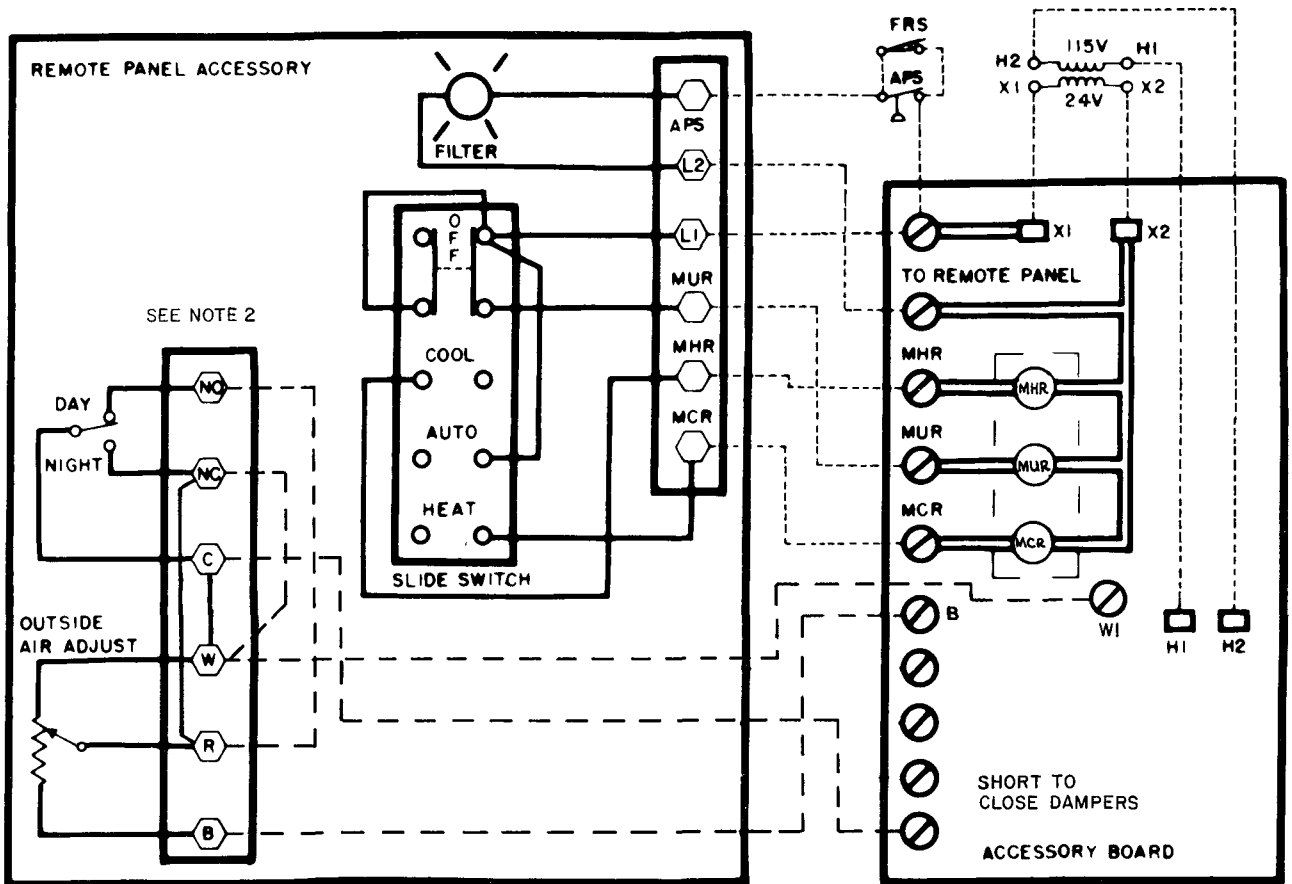 REMOTE PANEL ACCESSORY
FILTER
APS
L2
L1
MUR
MHR
MCR
OFF
COOL
AUTO
HEAT
SLIDE SWITCH
SEE NOTE 2
NO
DAY
NIGHT
NC
C
OUTSIDE
AIR ADJUST
W
R
B
FRS
APS
H2 115V H1
X1 24V X2
X1 X2
TO REMOTE PANEL
MHR
MHR
MUR
MUR
MCR
MCR
B
W1
H1 H2
SHORT TO
CLOSE DAMPERS
ACCESSORY BOARD